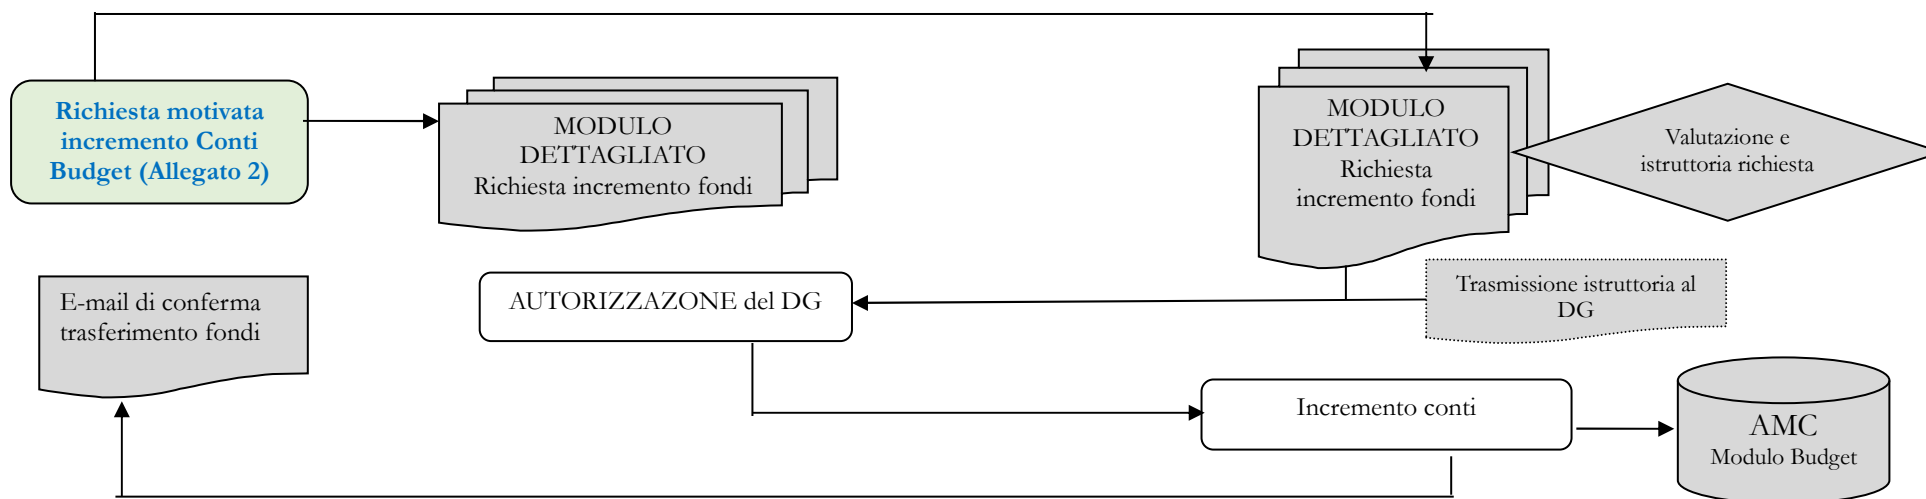 Richiesta motivata
incremento Conti
Budget (Allegato 2)
MODULO
DETTAGLIATO
Richiesta incremento fondi
MODULO
DETTAGLIATO
Richiesta
incremento fondi
Valutazione e
istruttoria richiesta
E-mail di conferma
trasferimento fondi
AUTORIZZAZONE del DG
Trasmissione istruttoria al
DG
Incremento conti
AMC
Modulo Budget